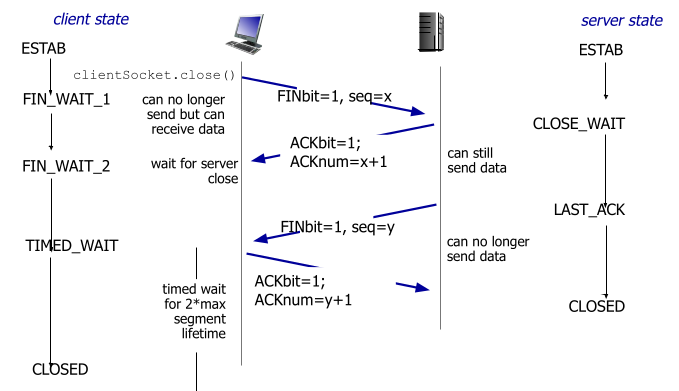 client state
server state
ESTAB
ESTAB
clientSocket.close()
FIN_WAIT_1
can no longer
send but can
receive data
FINbit=1, seq=x
CLOSE_WAIT
ACKbit=1;
ACKnum=x+1
FIN_WAIT_2
wait for server
close
can still
send data
LAST_ACK
FINbit=1, seq=y
TIMED_WAIT
can no longer
send data
ACKbit=1;
ACKnum=y+1
timed wait
for 2*max
segment
lifetime
CLOSED
CLOSED